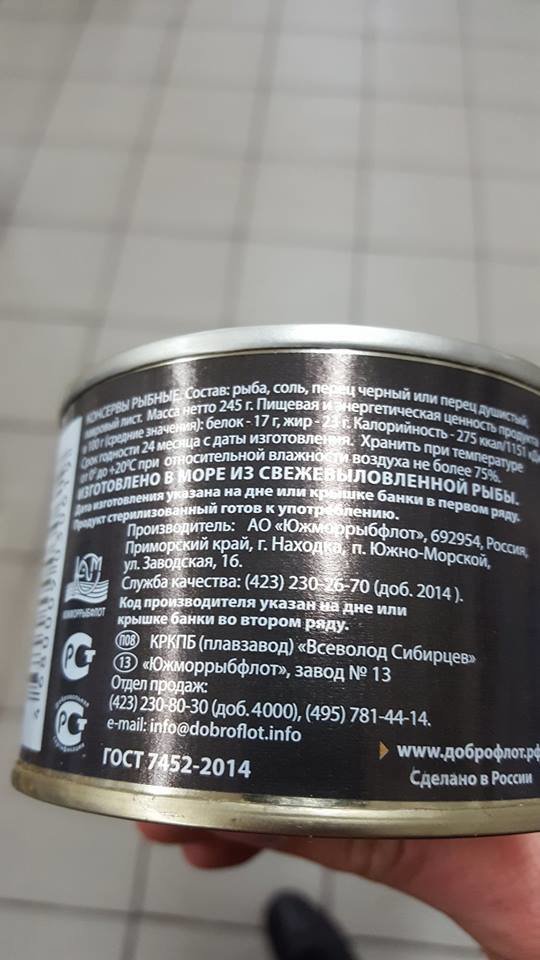 КОНСЕРВЫ РЫБНЫЕ. Состав: рыба, соль, перец черный или перец душистый,
лавровый лист. Масса нетто 245 г. Пищевая и энергетическая ценность продукта
в 100 г (средние значения): белок - 17 г, жир - 23 г. Калорийность - 275 ккал/1151 кДж
Срок годности 24 месяца с даты изготовления. Хранить при температуре
от 0° до +20°С при относительной влажности воздуха не более 75%.
ИЗГОТОВЛЕНО В МОРЕ ИЗ СВЕЖЕВЫЛОВЛЕННОЙ РЫБЫ.
Дата изготовления указана на дне или крышке банки в первом ряду.
Продукт стерилизованный готов к употреблению.
Производитель: АО «Южморрыбфлот», 692954, Россия,
Приморский край, г. Находка, п. Южно-Морской,
ул. Заводская, 16.
Служба качества: (423) 230-26-70 (доб. 2014 ).
Код производителя указан на дне или
крышке банки во втором ряду.
П08 КРКПБ (плавзавод) «Всеволод Сибирцев»
13 «Южморрыбфлот», завод № 13
Отдел продаж:
(423) 230-80-30 (доб. 4000), (495) 781-44-14.
e-mail: info@dobroflot.info
ГОСТ 7452-2014
ЮЖМОРРЫБФЛОТ
www.доброфлот.рф
Сделано в России